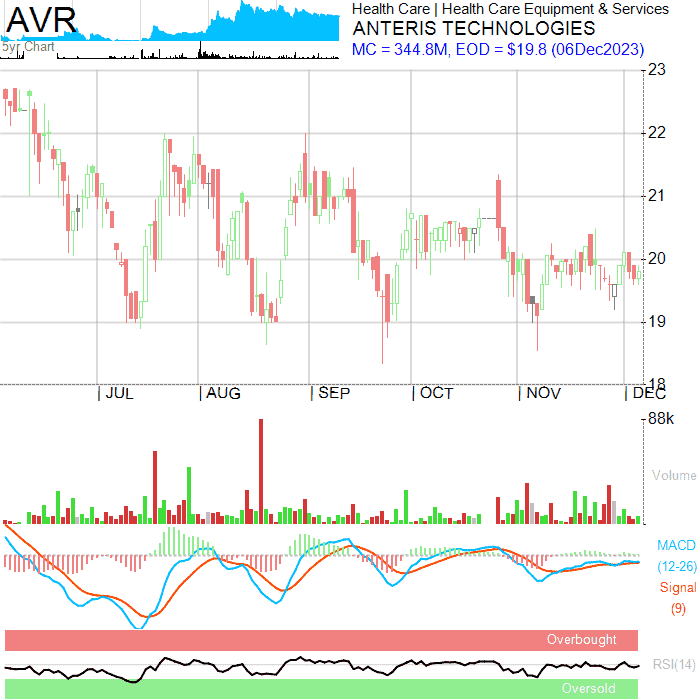 AVR
5yr Chart
Health Care | Health Care Equipment & Services
ANTERIS TECHNOLOGIES
MC = 344.8M, EOD = $19.8 (06Dec2023)
23
22
21
20
19
18
JUL
AUG
SEP
OCT
NOV
DEC
88k
Volume
MACD
(12-26)
Signal
(9)
Overbought
RSI(14)
Oversold